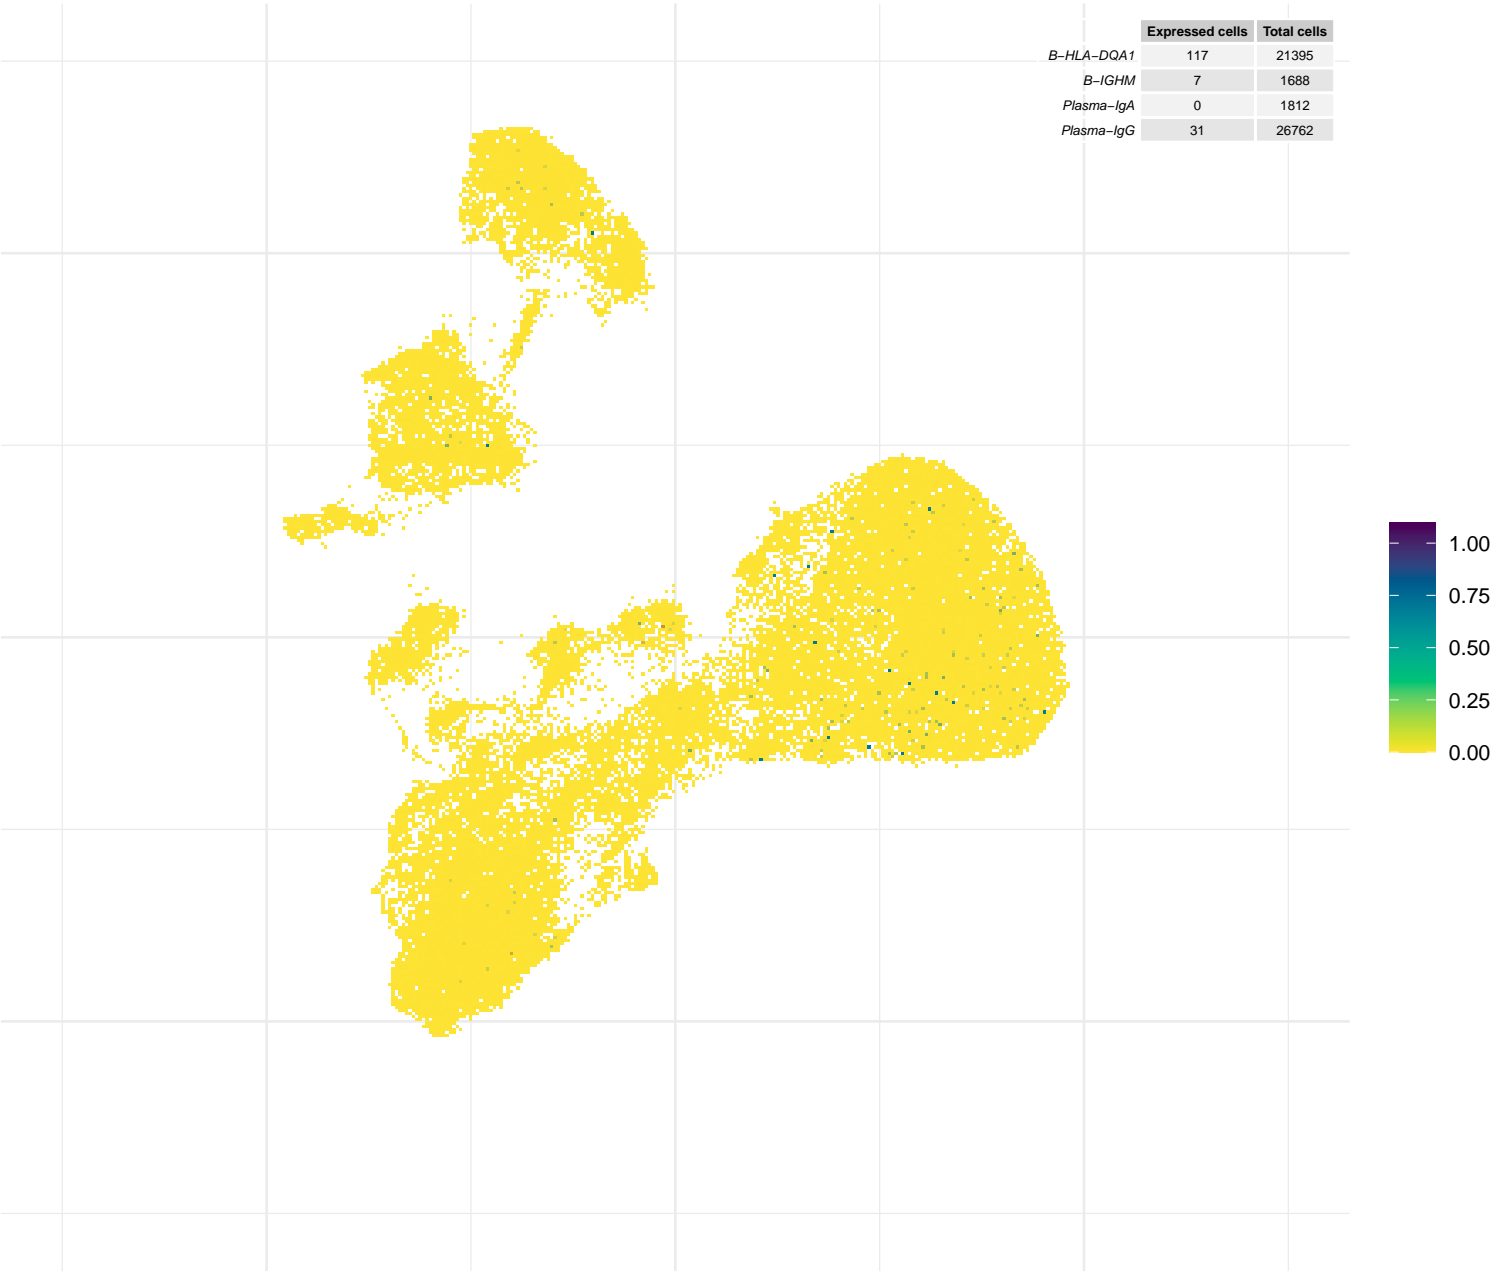 Expressed cells Total cells
B−HLA−DQA1 117 21395
B−IGHM 7 1688
Plasma−IgA 0 1812
Plasma−IgG 31 26762
1.00
0.75
0.50
0.25
0.00